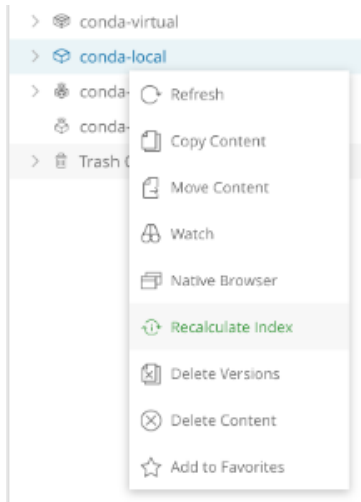 conda-virtual
conda-local
conda-
Refresh
conda-
Copy Content
Trash
Move Content
Watch
Native Browser
Recalculate Index
Delete Versions
Delete Content
Add to Favorites